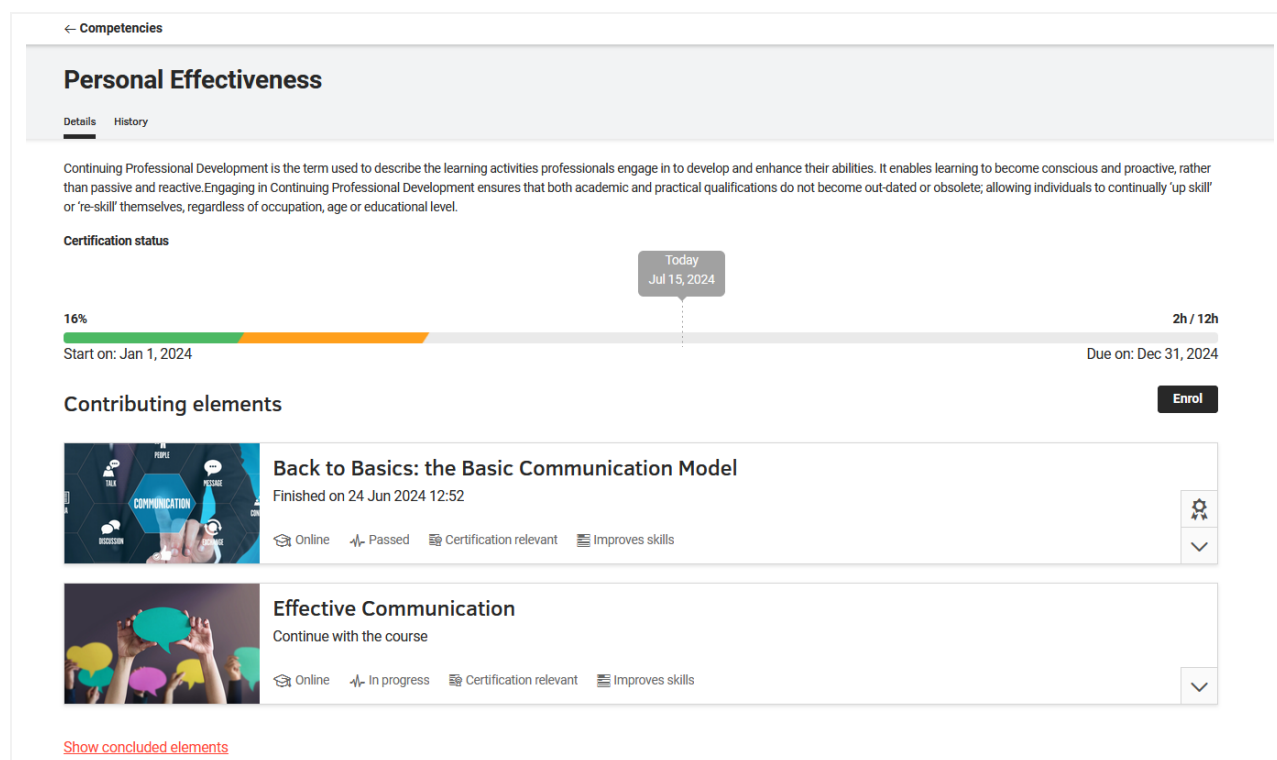 ← Competencies
Personal Effectiveness
Details History
Continuing Professional Development is the term used to describe the learning activities professionals engage in to develop and enhance their abilities. It enables learning to become conscious and proactive, rather
than passive and reactive.Engaging in Continuing Professional Development ensures that both academic and practical qualifications do not become out-dated or obsolete; allowing individuals to continually 'up skill'
or 're-skill' themselves, regardless of occupation, age or educational level.
Certification status
Today
Jul 15, 2024
16% 2h / 12h
Start on: Jan 1, 2024 Due on: Dec 31, 2024
Contributing elements Enrol
PEOPLE
TALK
MESSAGE
COMMUNICATION
DISCUSSION
Back to Basics: the Basic Communication Model
Finished on 24 Jun 2024 12:52
Online Passed Certification relevant Improves skills
Effective Communication
Continue with the course
Online In progress Certification relevant Improves skills
Show concluded elements